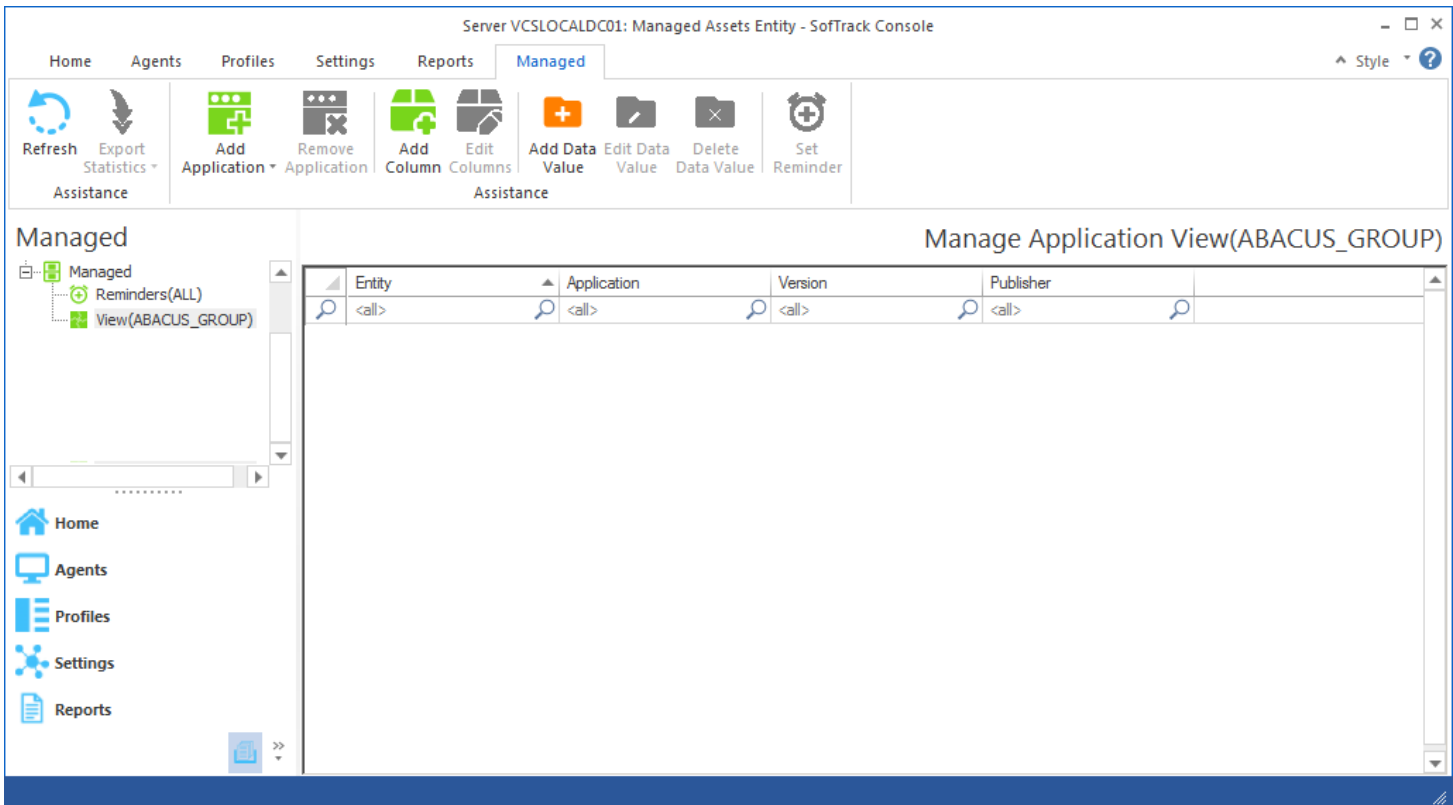 Server VCSLOCALDC01: Managed Assets Entity - SofTrack Console
Home Agents Profiles Settings Reports Managed Style ?
Refresh Export Statistics
Add Application Remove Application
Add Column Edit Columns
Add Data Value Edit Data Value Delete Data Value
Set Reminder
Assistance Assistance
Managed
Manage Application View(ABACUS_GROUP)
Managed
Reminders(ALL)
View(ABACUS_GROUP)
Entity Application Version Publisher
<all> <all> <all> <all>
Home
Agents
Profiles
Settings
Reports